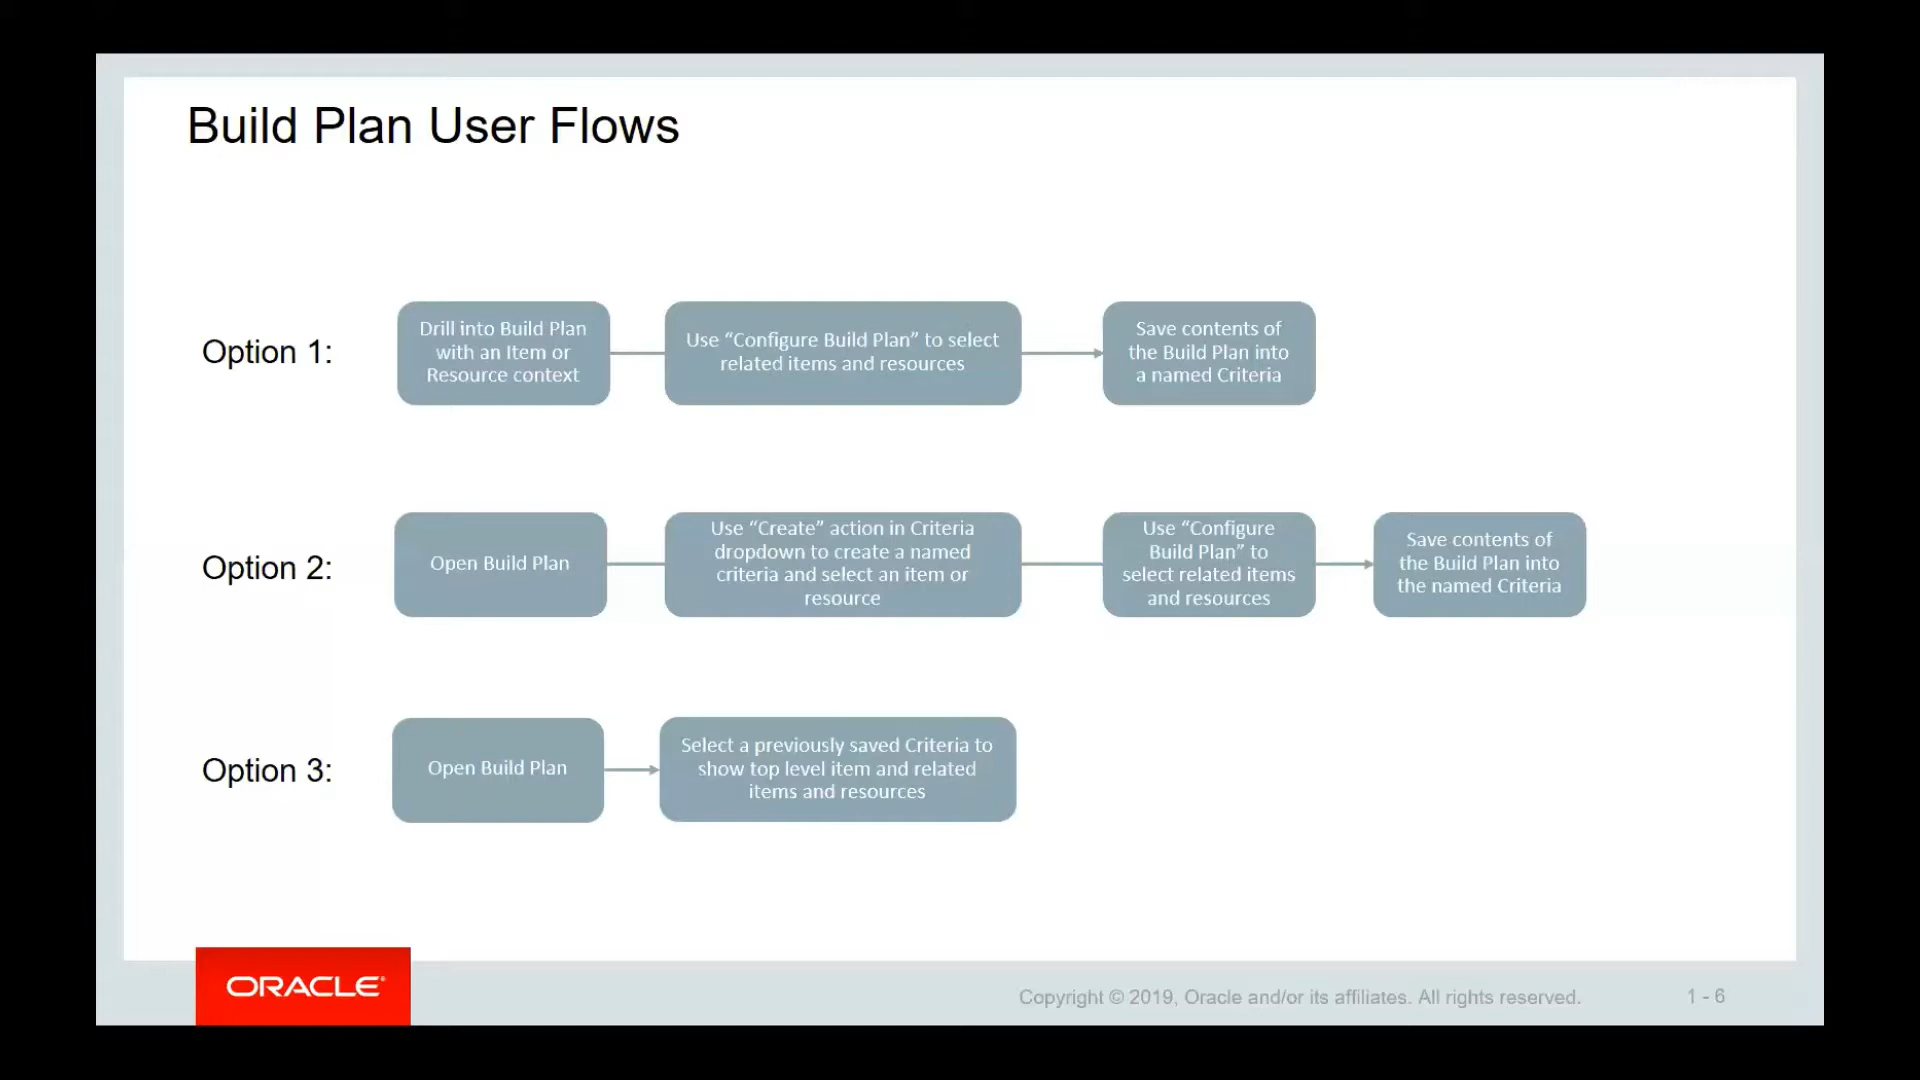 Build Plan User Flows
Option 1:
Drill into Build Plan
with an Item or
Resource context
Use “Configure Build Plan” to select
related items and resources
Save contents of
the Build Plan into
a named Criteria
Option 2:
Open Build Plan
Use “Create” action in Criteria
dropdown to create a named
criteria and select an item or
resource
Use “Configure
Build Plan” to
select related items
and resources
Save contents of
the Build Plan into
the named Criteria
Option 3:
Open Build Plan
Select a previously saved Criteria to
show top level item and related
items and resources
ORACLE®
Copyright © 2019, Oracle and/or its affiliates. All rights reserved.
1 - 6